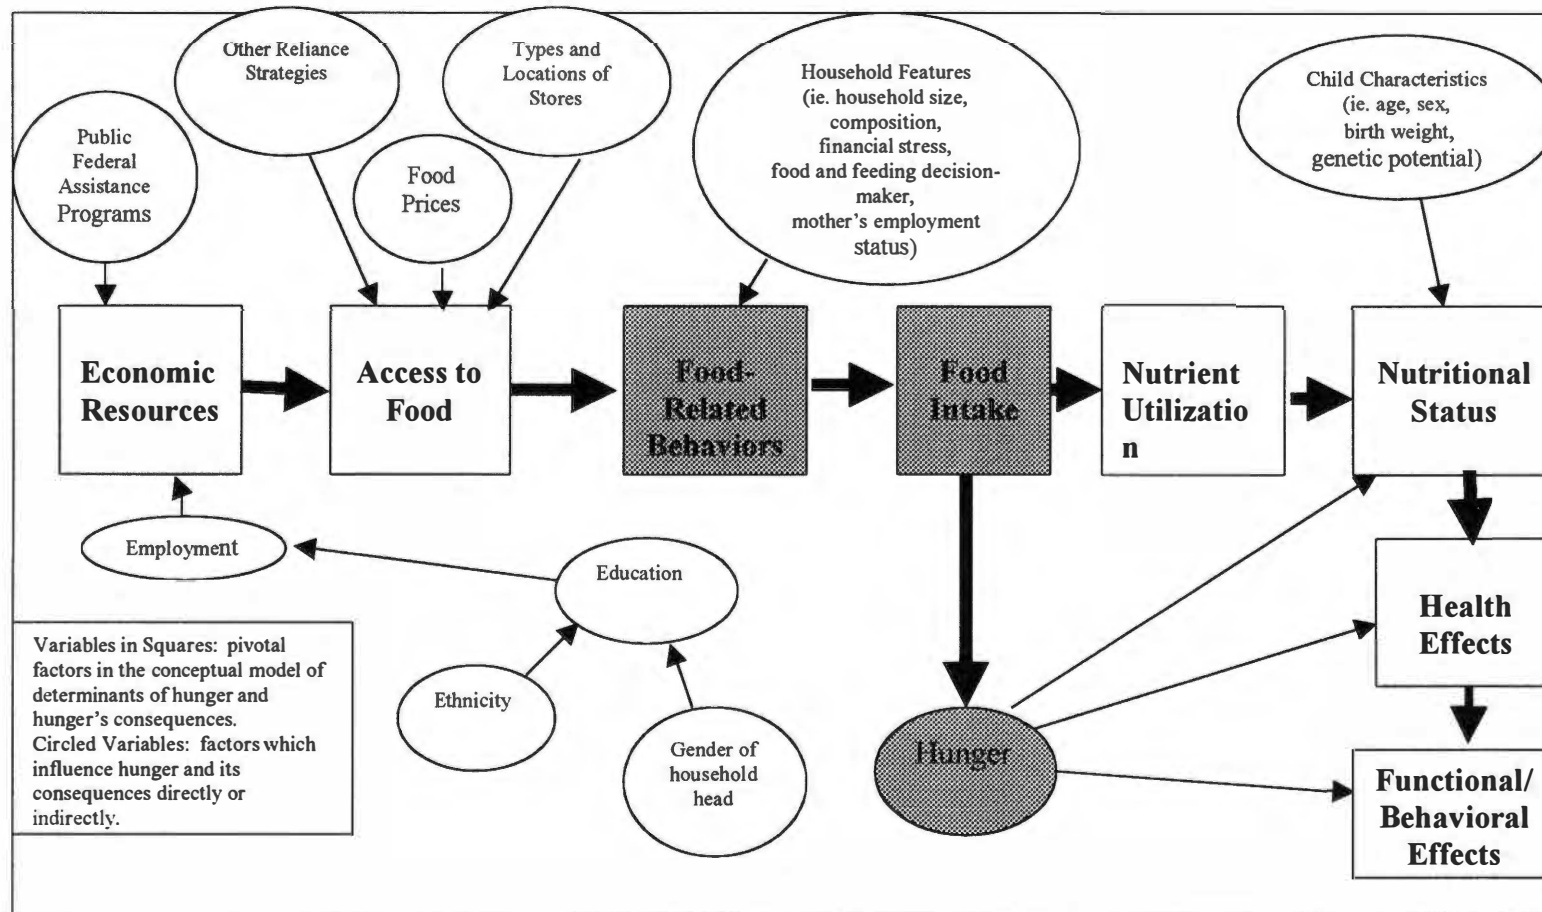 Other Reliance
Strategies
Types and
Locations of
Stores
Household Features
(ie. household size,
composition,
financial stress,
food and feeding decision-
maker,
mother's employment
status)
Child Characteristics
(ie. age, sex,
birth weight,
genetic potential)
Public
Federal
Assistance
Programs
Food
Prices
Economic
Resources
Access to
Food
Food-
Related
Behaviors
Food
Intake
Nutrient
Utilizatio
n
Nutritional
Status
Employment
Education
Ethnicity
Gender of
household
head
Hunger
Health
Effects
Functional/
Behavioral
Effects
Variables in Squares: pivotal
factors in the conceptual model of
determinants of hunger and
hunger's consequences.
Circled Variables: factors which
influence hunger and its
consequences directly or
indirectly.